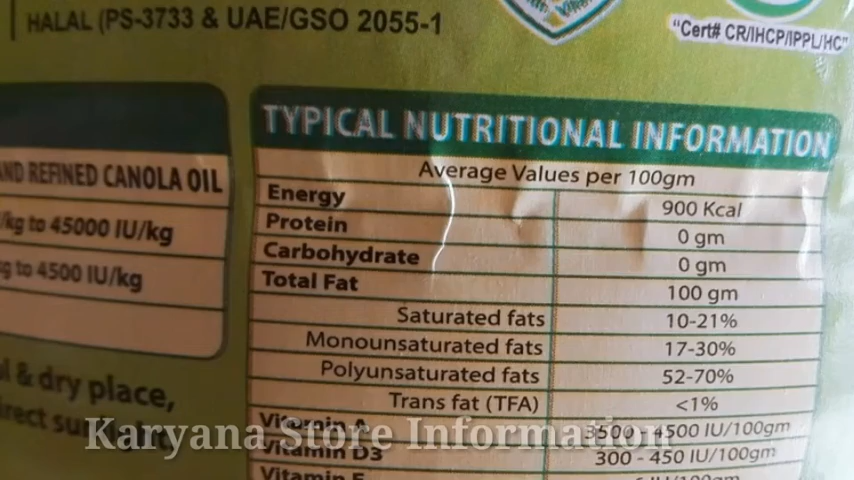 HALAL (PS-3733 & UAE/GSO 2055-1
"Cert# CR/IHCP/IPPL/HC"
TYPICAL NUTRITIONAL INFORMATION
Average Values per 100gm
Energy 900 Kcal
Protein 0 gm
Carbohydrate 0 gm
Total Fat 100 gm
Saturated fats 10-21%
Monounsaturated fats 17-30%
Polyunsaturated fats 52-70%
Trans fat (TFA) <1%
Vitamin A 3500 - 4500 IU/100gm
Vitamin D3 300 - 450 IU/100gm
Vitamin E
REFINED CANOLA OIL
/kg to 45000 IU/kg
to 4500 IU/kg
& dry place,
Karyana Store Information